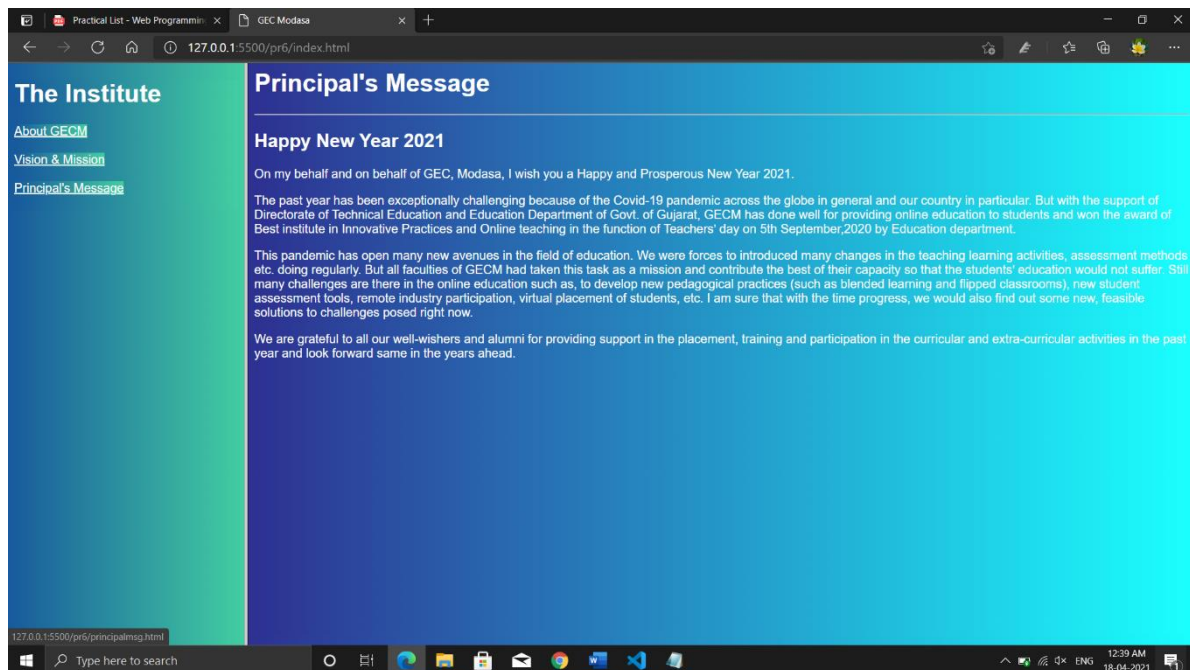 Practical List - Web Programmin
GEC Modasa
127.0.0.1:5500/pr6/index.html
The Institute
About GECM
Vision & Mission
Principal's Message
Principal's Message
Happy New Year 2021
On my behalf and on behalf of GEC, Modasa, I wish you a Happy and Prosperous New Year 2021.
The past year has been exceptionally challenging because of the Covid-19 pandemic across the globe in general and our country in particular. But with the support of
Directorate of Technical Education and Education Department of Govt. of Gujarat, GECM has done well for providing online education to students and won the award of
Best institute in Innovative Practices and Online teaching in the function of Teachers' day on 5th September,2020 by Education department.
This pandemic has open many new avenues in the field of education. We were forces to introduced many changes in the teaching learning activities, assessment methods
etc. doing regularly. But all faculties of GECM had taken this task as a mission and contribute the best of their capacity so that the students' education would not suffer. Still
many challenges are there in the online education such as, to develop new pedagogical practices (such as blended learning and flipped classrooms), new student
assessment tools, remote industry participation, virtual placement of students, etc. I am sure that with the time progress, we would also find out some new, feasible
solutions to challenges posed right now.
We are grateful to all our well-wishers and alumni for providing support in the placement, training and participation in the curricular and extra-curricular activities in the past
year and look forward same in the years ahead.
127.0.0.1:5500/pr6/principalmsg.html
Type here to search
ENG
12:39 AM
18-04-2021